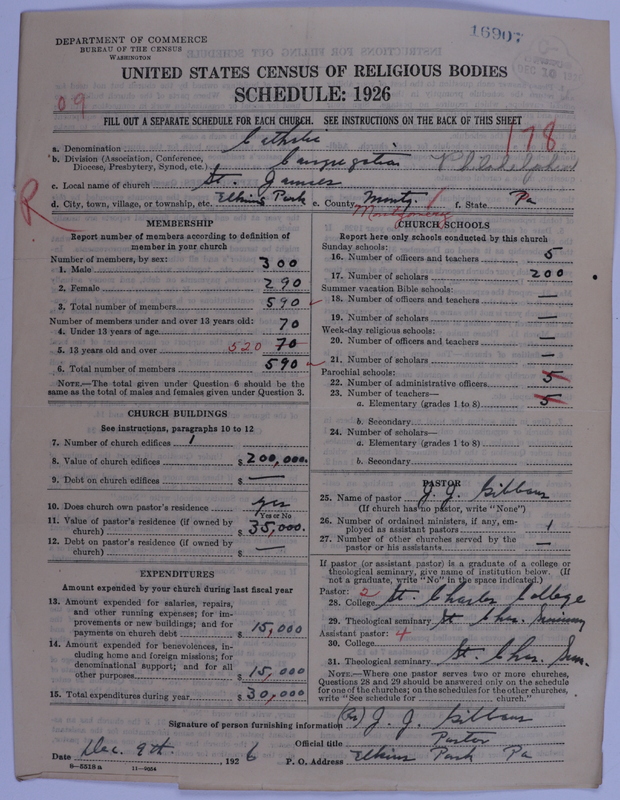 16907
DEPARTMENT OF COMMERCE
BUREAU OF THE CENSUS
WASHINGTON
UNITED STATES CENSUS OF RELIGIOUS BODIES
SCHEDULE: 1926
09
FILL OUT A SEPARATE SCHEDULE FOR EACH CHURCH. SEE INSTRUCTIONS ON THE BACK OF THIS SHEET
178
a. Denomination Catholic
b. Division (Association, Conference, Diocese, Presbytery, Synod, etc.) Congregation
c. Local name of church St. James
d. City, town, village, or township, etc. Elkins Park e. County Montg. f. State Pa
Montgomery
R
MEMBERSHIP
Report number of members according to definition of
member in your church
Number of members, by sex:
1. Male 300
2. Female 290
3. Total number of members 590
Number of members under and over 13 years old:
4. Under 13 years of age 70
5. 13 years old and over 520 70
6. Total number of members 590
NOTE.—The total given under Question 6 should be the
same as the total of males and females given under Question 3.
CHURCH BUILDINGS
See instructions, paragraphs 10 to 12
7. Number of church edifices 1
8. Value of church edifices $ 200,000.
9. Debt on church edifices $ —
10. Does church own pastor's residence yes
Yes or No
11. Value of pastor's residence (if owned by
church) $ 35,000.
12. Debt on pastor's residence (if owned by
church) $ —
EXPENDITURES
Amount expended by your church during last fiscal year
13. Amount expended for salaries, repairs,
and other running expenses; for im-
provements or new buildings; and for
payments on church debt $ 15,000
14. Amount expended for benevolences, in-
cluding home and foreign missions; for
denominational support; and for all
other purposes $ 15,000
15. Total expenditures during year $ 30,000
CHURCH SCHOOLS
Report here only schools conducted by this church
Sunday schools:
16. Number of officers and teachers 5
17. Number of scholars 200
Summer vacation Bible schools:
18. Number of officers and teachers —
19. Number of scholars —
Week-day religious schools:
20. Number of officers and teachers —
21. Number of scholars —
Parochial schools:
22. Number of administrative officers 5
23. Number of teachers—
a. Elementary (grades 1 to 8) 5
b. Secondary
24. Number of scholars—
a. Elementary (grades 1 to 8)
b. Secondary
PASTOR
25. Name of pastor J. J. Gibbons
(If church has no pastor, write "None")
26. Number of ordained ministers, if any, em-
ployed as assistant pastors 1
27. Number of other churches served by the
pastor or his assistants —
If pastor (or assistant pastor) is a graduate of a college or
theological seminary, give name of institution below. (If
not a graduate, write "No" in the space indicated.)
Pastor: 2
28. College St. Charles College
29. Theological seminary St. Chas. Seminary
Assistant pastor: 4
30. College
31. Theological seminary St. Chas. Sem.
NOTE.—Where one pastor serves two or more churches,
Questions 28 and 29 should be answered only on the schedule
for one of the churches; on the schedules for the other churches,
write "See schedule for church."
Signature of person furnishing information J. J. Gibbons
Official title Pastor
Date Dec. 9th. 1926 P. O. Address Elkins Park Pa
8—5518 a 11—9054